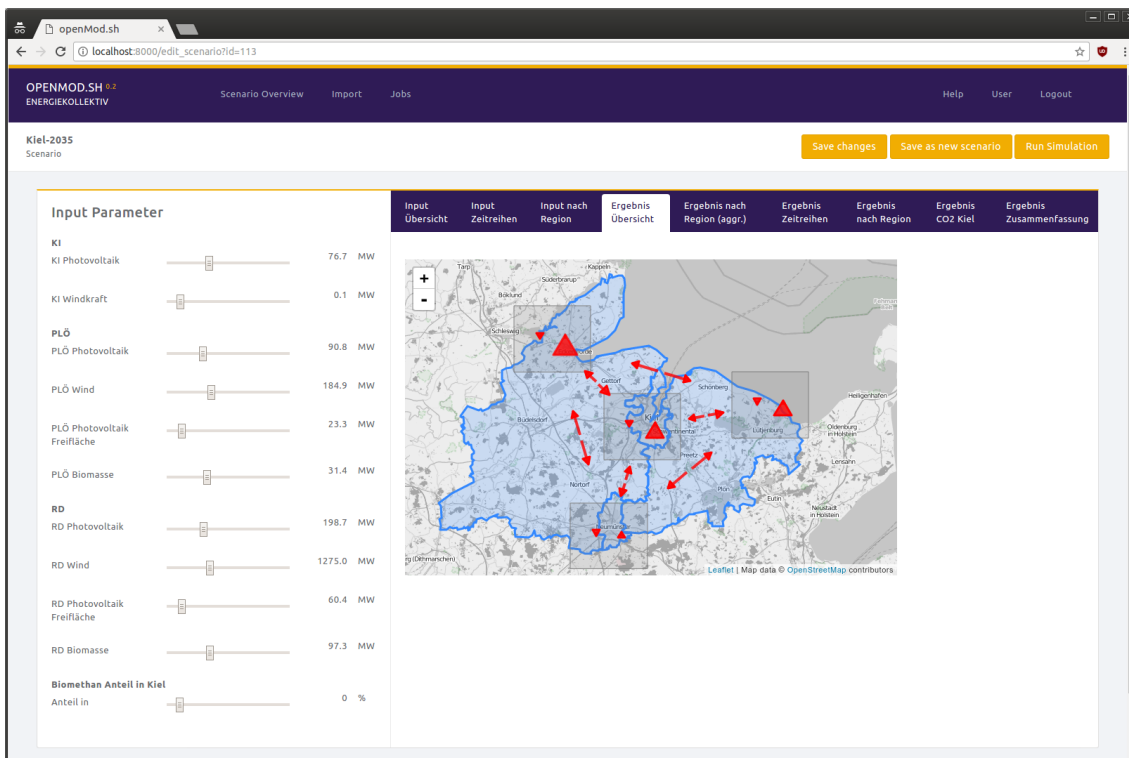 openMod.sh
localhost:8000/edit_scenario?id=113
OPENMOD.SH 0.2
ENERGIEKOLLEKTIV
Scenario Overview
Import
Jobs
Help
User
Logout
Kiel-2035
Scenario
Save changes
Save as new scenario
Run Simulation
Input Parameter
KI
KI Photovoltaik 76.7 MW
KI Windkraft 0.1 MW
PLÖ
PLÖ Photovoltaik 90.8 MW
PLÖ Wind 184.9 MW
PLÖ Photovoltaik 23.3 MW
Freifläche
PLÖ Biomasse 31.4 MW
RD
RD Photovoltaik 198.7 MW
RD Wind 1275.0 MW
RD Photovoltaik 60.4 MW
Freifläche
RD Biomasse 97.3 MW
Biomethan Anteil in Kiel
Anteil in 0 %
Input
Übersicht
Input
Zeitreihen
Input nach
Region
Ergebnis
Übersicht
Ergebnis nach
Region (aggr.)
Ergebnis
Zeitreihen
Ergebnis
nach Region
Ergebnis
CO2 Kiel
Ergebnis
Zusammenfassung
+
-
Tarp
Kappeln
Süderbrarup
Böklund
Schleswig
Gettorf
Schönberg
Heiligenhafen
Büdelsdorf
Lütjenburg
Oldenburg
in Holstein
Preetz
Lensahn
Nortorf
Plön
Eutin
Neustadt
in Holstein
(Dithmarschen)
Leaflet | Map data © OpenStreetMap contributors